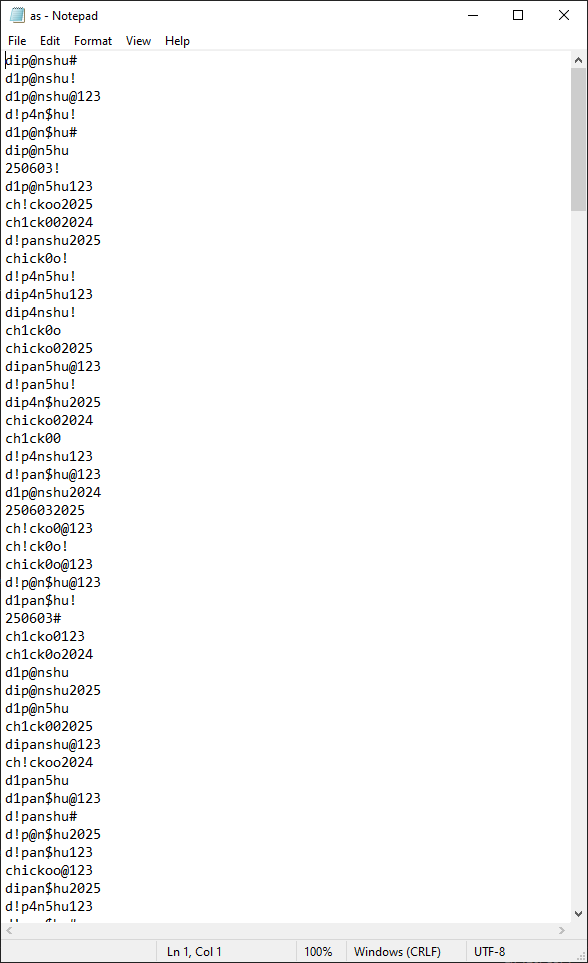 as - Notepad
File Edit Format View Help
dip@nshu#
d1p@nshu!
d1p@nshu@123
d!p4n$hu!
d1p@n$hu#
dip@n5hu
250603!
d1p@n5hu123
ch!ckoo2025
ch1ck002024
d!panshu2025
chick0o!
d!p4n5hu!
dip4n5hu123
dip4nshu!
ch1ck0o
chicko02025
dipan5hu@123
d!pan5hu!
dip4n$hu2025
chicko02024
ch1ck00
d!p4nshu123
d!pan$hu@123
d1p@nshu2024
2506032025
ch!cko0@123
ch!ck0o!
chick0o@123
d!p@n$hu@123
d1pan$hu!
250603#
ch1cko0123
ch1ck0o2024
d1p@nshu
dip@nshu2025
d1p@n5hu
ch1ck002025
dipanshu@123
ch!ckoo2024
d1pan5hu
d1pan$hu@123
d!panshu#
d!p@n$hu2025
d!pan$hu123
chickoo@123
dipan$hu2025
d!p4n5hu123
Ln 1, Col 1 100% Windows (CRLF) UTF-8